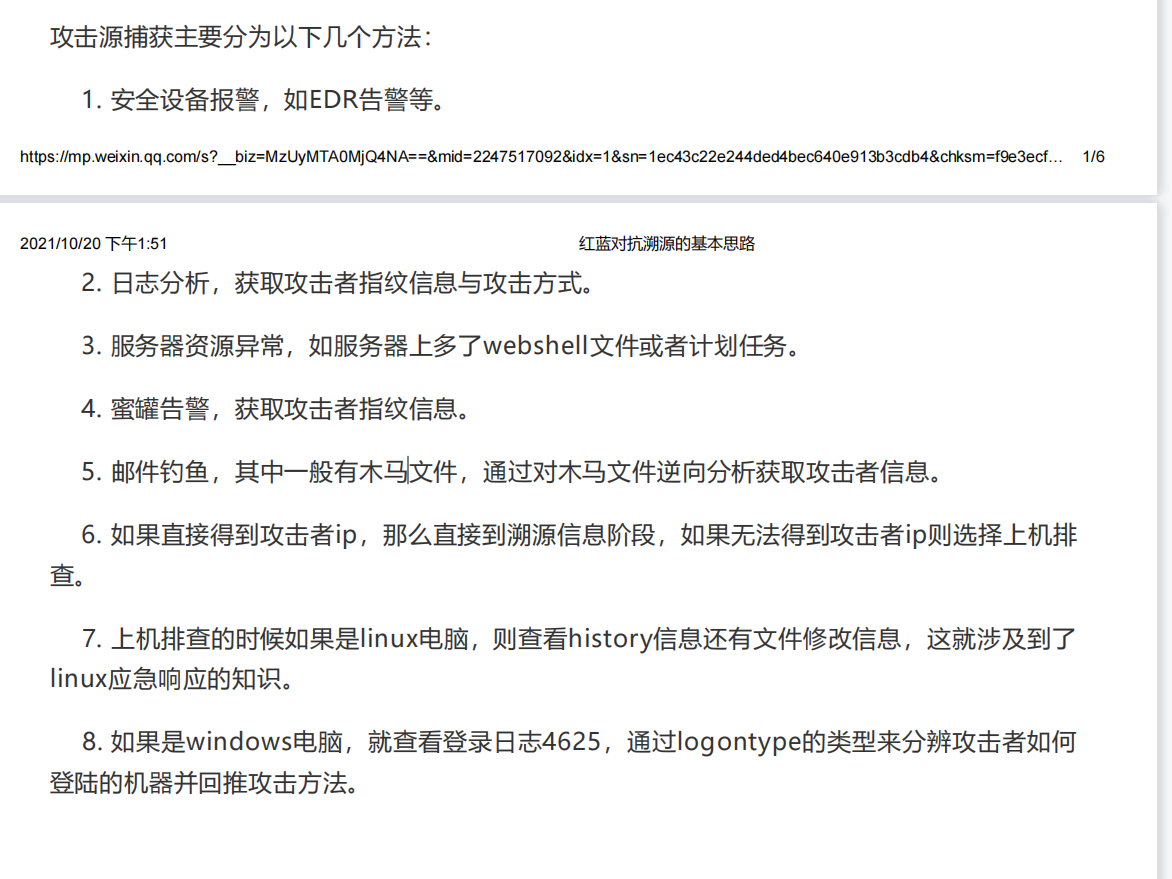 攻击源捕获主要分为以下几个方法：
1. 安全设备报警，如EDR告警等。
https://mp.weixin.qq.com/s?__biz=MzUyMTA0MjQ4NA==&mid=2247517092&idx=1&sn=1ec43c22e244ded4bec640e913b3cdb4&chksm=f9e3ecf… 1/6
2021/10/20 下午1:51 红蓝对抗溯源的基本思路
2. 日志分析，获取攻击者指纹信息与攻击方式。
3. 服务器资源异常，如服务器上多了webshell文件或者计划任务。
4. 蜜罐告警，获取攻击者指纹信息。
5. 邮件钓鱼，其中一般有木马文件，通过对木马文件逆向分析获取攻击者信息。
6. 如果直接得到攻击者ip，那么直接到溯源信息阶段，如果无法得到攻击者ip则选择上机排
查。
7. 上机排查的时候如果是linux电脑，则查看history信息还有文件修改信息，这就涉及到了
linux应急响应的知识。
8. 如果是windows电脑，就查看登录日志4625，通过logontype的类型来分辨攻击者如何
登陆的机器并回推攻击方法。